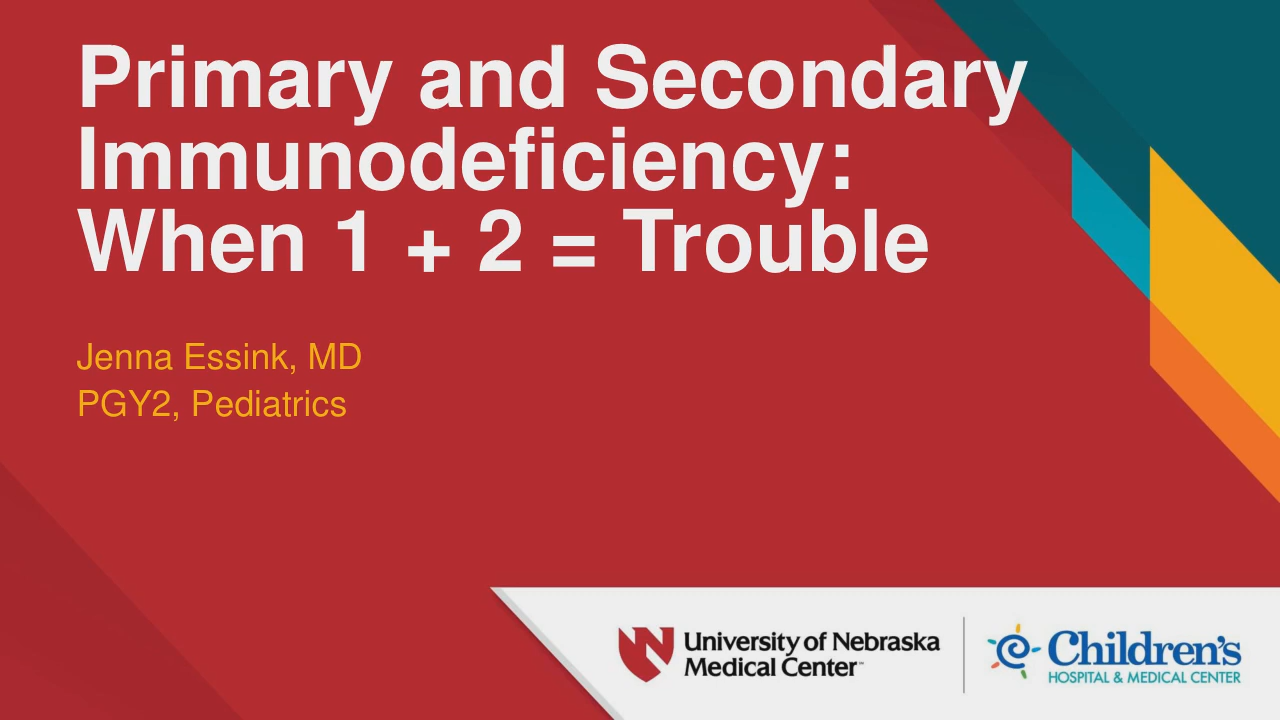 Primary and Secondary
Immunodeficiency:
When 1 + 2 = Trouble
Jenna Essink, MD
PGY2, Pediatrics
University of Nebraska
Medical Center™
Children's
HOSPITAL & MEDICAL CENTER